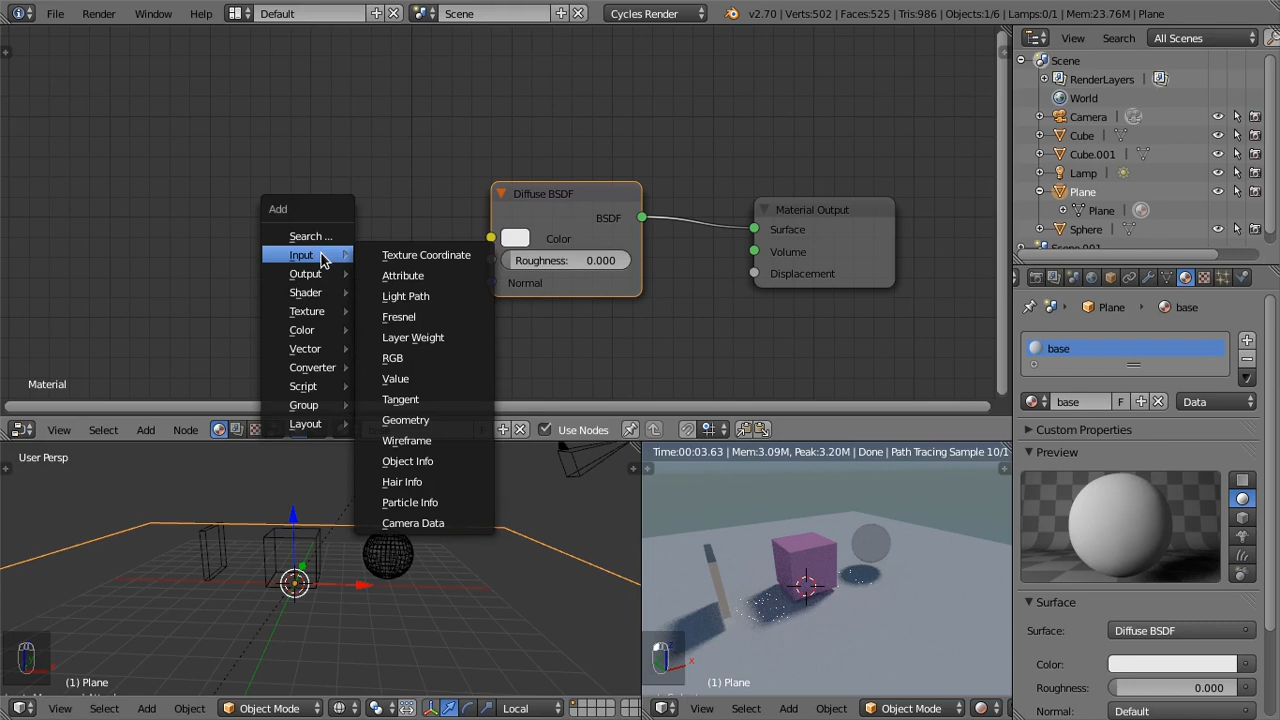 File
Render
Window
Help
Default
Scene
Cycles Render
v2.70 | Verts:502 | Faces:525 | Tris:986 | Objects:1/6 | Lamps:0/1 | Mem:23.76M | Plane
View
Search
All Scenes
Scene
RenderLayers
World
Camera
Cube
Cube.001
Lamp
Plane
Plane
Sphere
Add
Search ...
Input
Output
Shader
Texture
Color
Vector
Converter
Script
Group
Layout
Texture Coordinate
Attribute
Light Path
Fresnel
Layer Weight
RGB
Value
Tangent
Geometry
Wireframe
Object Info
Hair Info
Particle Info
Camera Data
Diffuse BSDF
BSDF
Color
Roughness: 0.000
Normal
Material Output
Surface
Volume
Displacement
Material
View
Select
Add
Node
F
Use Nodes
Plane
base
base
base
F
Data
Custom Properties
Preview
Surface
Surface:
Diffuse BSDF
Color:
Roughness:
0.000
Normal:
Default
User Persp
(1) Plane
View
Select
Add
Object
Object Mode
Local
Time:00:03.63 | Mem:3.09M, Peak:3.20M | Done | Path Tracing Sample 10/1
(1) Plane
View
Select
Add
Object
Object Mode